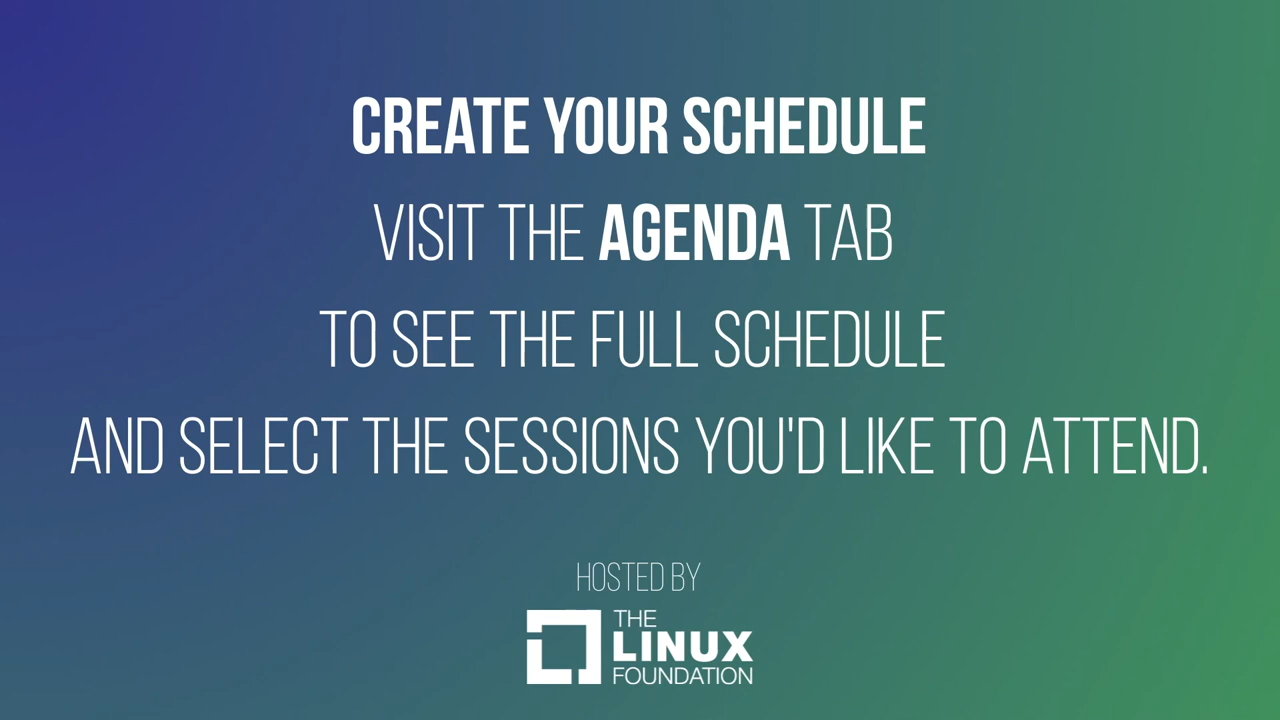 CREATE YOUR SCHEDULE
VISIT THE AGENDA TAB
TO SEE THE FULL SCHEDULE
AND SELECT THE SESSIONS YOU'D LIKE TO ATTEND.
HOSTED BY
THE
LINUX
FOUNDATION